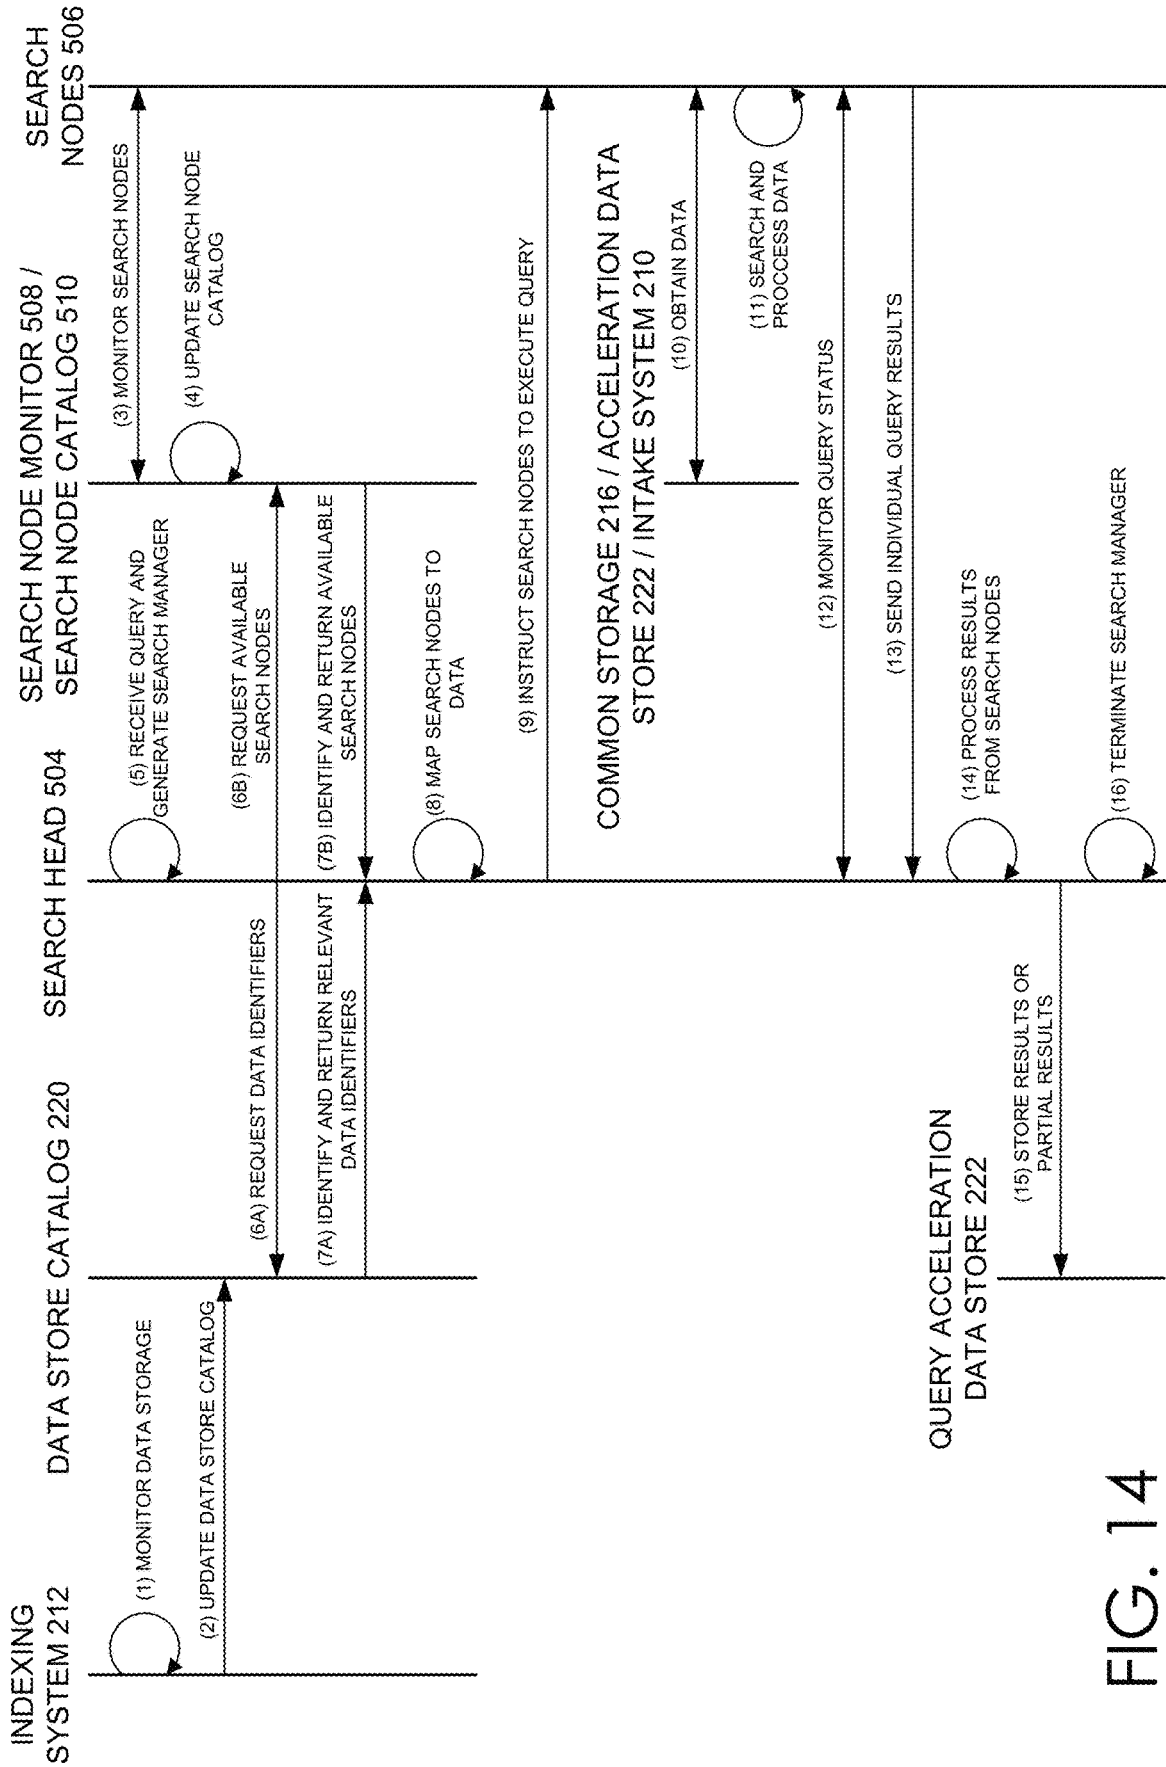 INDEXING
SYSTEM 212
DATA STORE CATALOG 220
SEARCH HEAD 504
SEARCH NODE MONITOR 508 /
SEARCH NODE CATALOG 510
SEARCH
NODES 506
(1) MONITOR DATA STORAGE
(2) UPDATE DATA STORE CATALOG
(3) MONITOR SEARCH NODES
(4) UPDATE SEARCH NODE
CATALOG
(5) RECEIVE QUERY AND
GENERATE SEARCH MANAGER
(6A) REQUEST DATA IDENTIFIERS
(6B) REQUEST AVAILABLE
SEARCH NODES
(7A) IDENTIFY AND RETURN RELEVANT
DATA IDENTIFIERS
(7B) IDENTIFY AND RETURN AVAILABLE
SEARCH NODES
(8) MAP SEARCH NODES TO
DATA
(9) INSTRUCT SEARCH NODES TO EXECUTE QUERY
COMMON STORAGE 216 / ACCELERATION DATA
STORE 222 / INTAKE SYSTEM 210
(10) OBTAIN DATA
(11) SEARCH AND
PROCCESS DATA
(12) MONITOR QUERY STATUS
(13) SEND INDIVIDUAL QUERY RESULTS
QUERY ACCELERATION
DATA STORE 222
(14) PROCESS RESULTS
FROM SEARCH NODES
(15) STORE RESULTS OR
PARTIAL RESULTS
(16) TERMINATE SEARCH MANAGER
FIG. 14